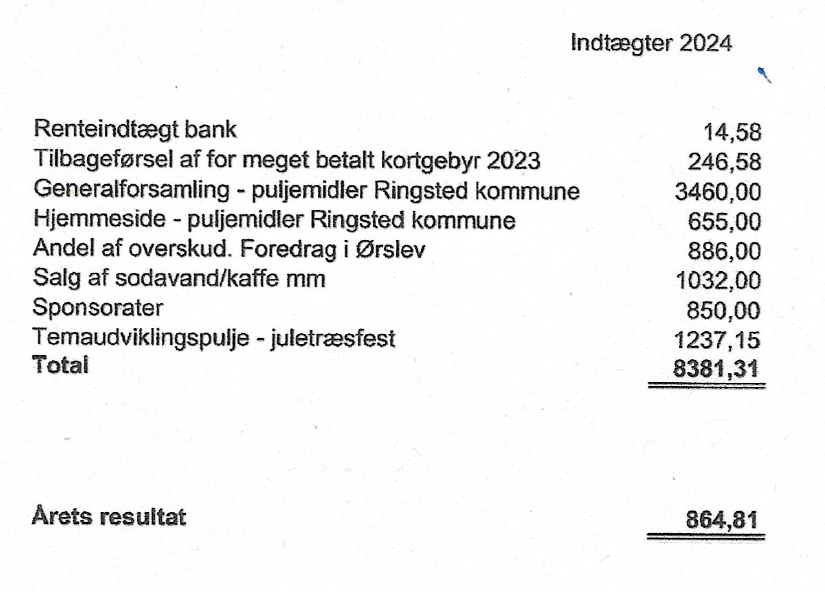 Indtægter 2024
Renteindtægt bank 14,58
Tilbageførsel af for meget betalt kortgebyr 2023 246,58
Generalforsamling - puljemidler Ringsted kommune 3460,00
Hjemmeside - puljemidler Ringsted kommune 655,00
Andel af overskud. Foredrag i Ørslev 886,00
Salg af sodavand/kaffe mm 1032,00
Sponsorater 850,00
Temaudviklingspulje - juletræsfest 1237,15
Total 8381,31
Årets resultat 864,81